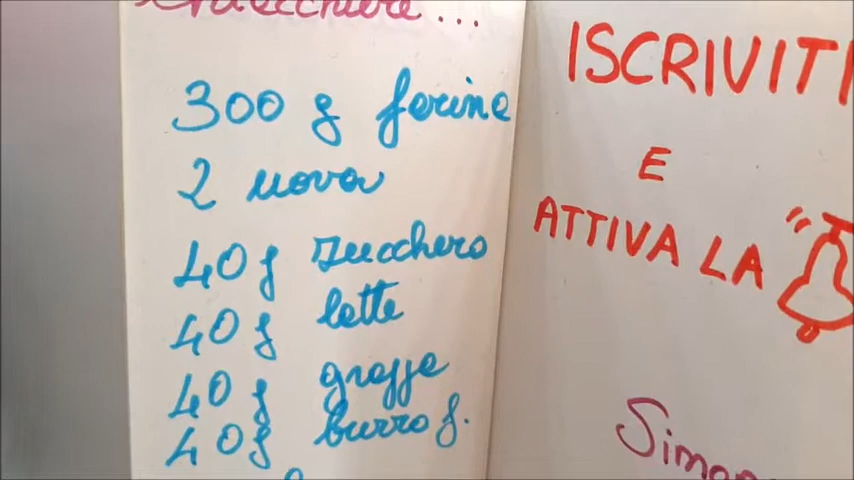 300 g farina
2 uova
40 g zucchero
40 g latte
40 g grappa
40 g burro f.
ISCRIVITI
E
ATTIVA LA